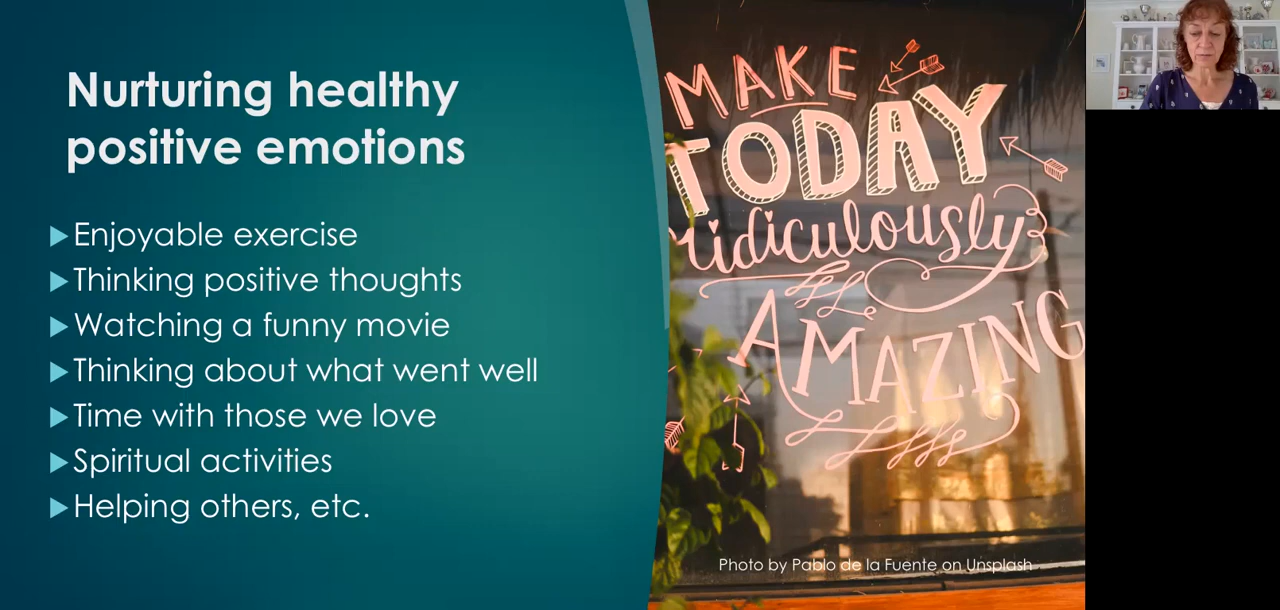 Nurturing healthy
positive emotions
Enjoyable exercise
Thinking positive thoughts
Watching a funny movie
Thinking about what went well
Time with those we love
Spiritual activities
Helping others, etc.
MAKE
TODAY
ridiculously
AMAZING
Photo by Pablo de la Fuente on Unsplash